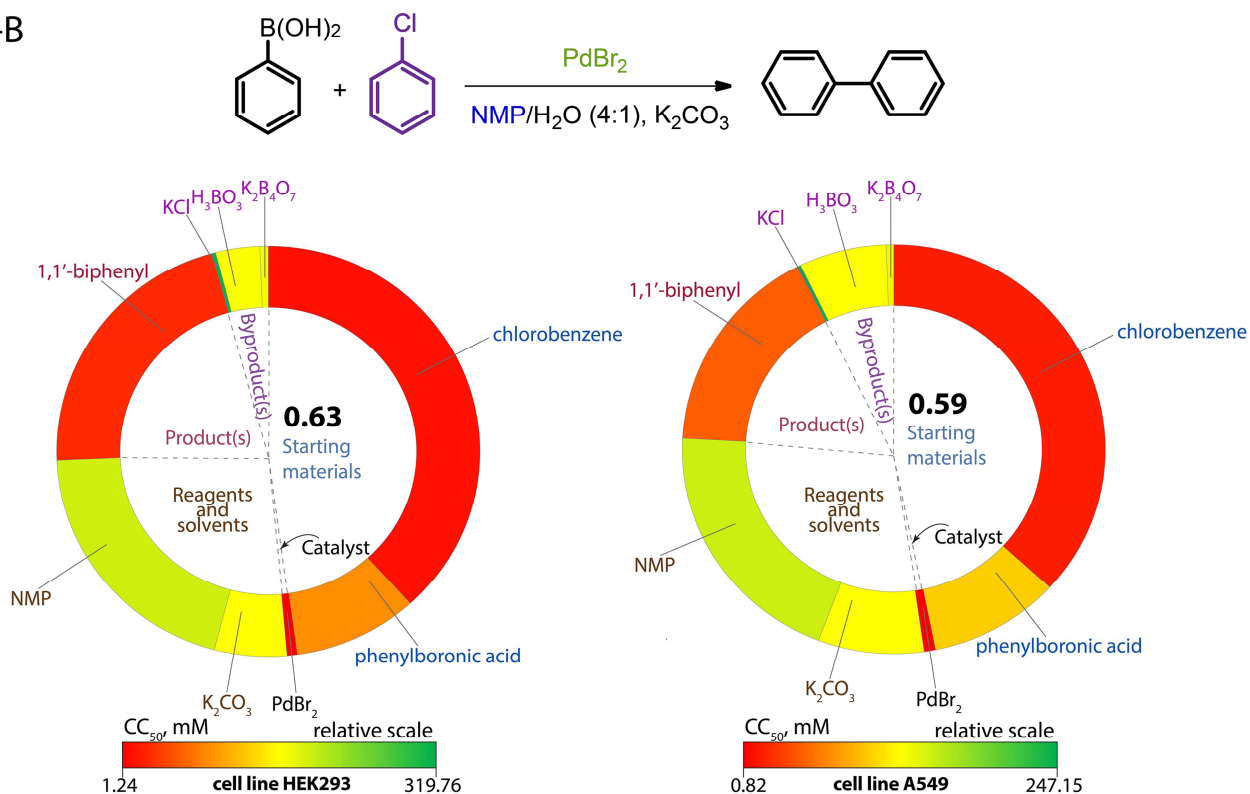 -B
B(OH)₂
Cl
+
PdBr₂
NMP/H₂O (4:1), K₂CO₃
KCl
H₃BO₃
K₂B₄O₇
1,1′-biphenyl
chlorobenzene
Byproduct(s)
0.63
Starting
materials
Product(s)
Reagents
and
solvents
Catalyst
NMP
phenylboronic acid
K₂CO₃
PdBr₂
CC₅₀, mM
relative scale
1.24
cell line HEK293
319.76
KCl
H₃BO₃
K₂B₄O₇
1,1′-biphenyl
chlorobenzene
Byproduct(s)
0.59
Starting
materials
Product(s)
Reagents
and
solvents
Catalyst
NMP
phenylboronic acid
K₂CO₃
PdBr₂
CC₅₀, mM
relative scale
0.82
cell line A549
247.15